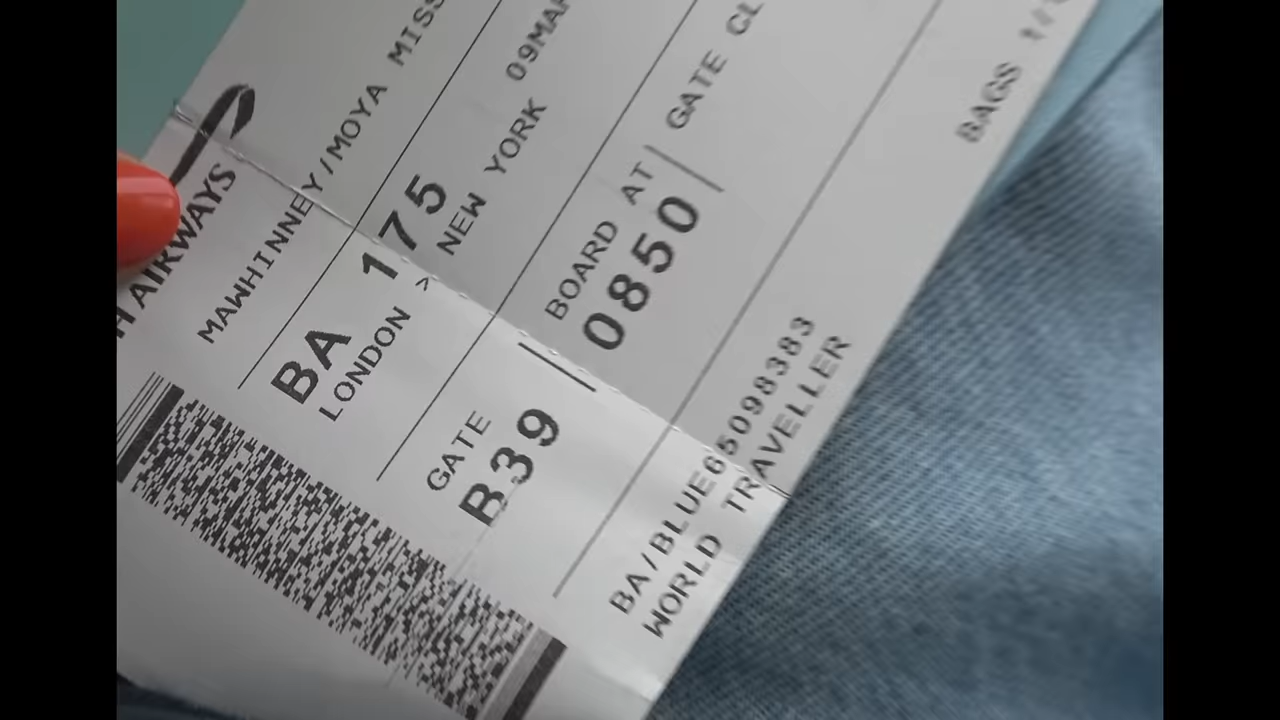 AIRWAYS
MAWHINNEY/MOYA MISS
BA 175 09MAR
LONDON > NEW YORK
GATE BOARD AT GATE CL
B39 0850
BA/BLUE65098383 BAGS
WORLD TRAVELLER